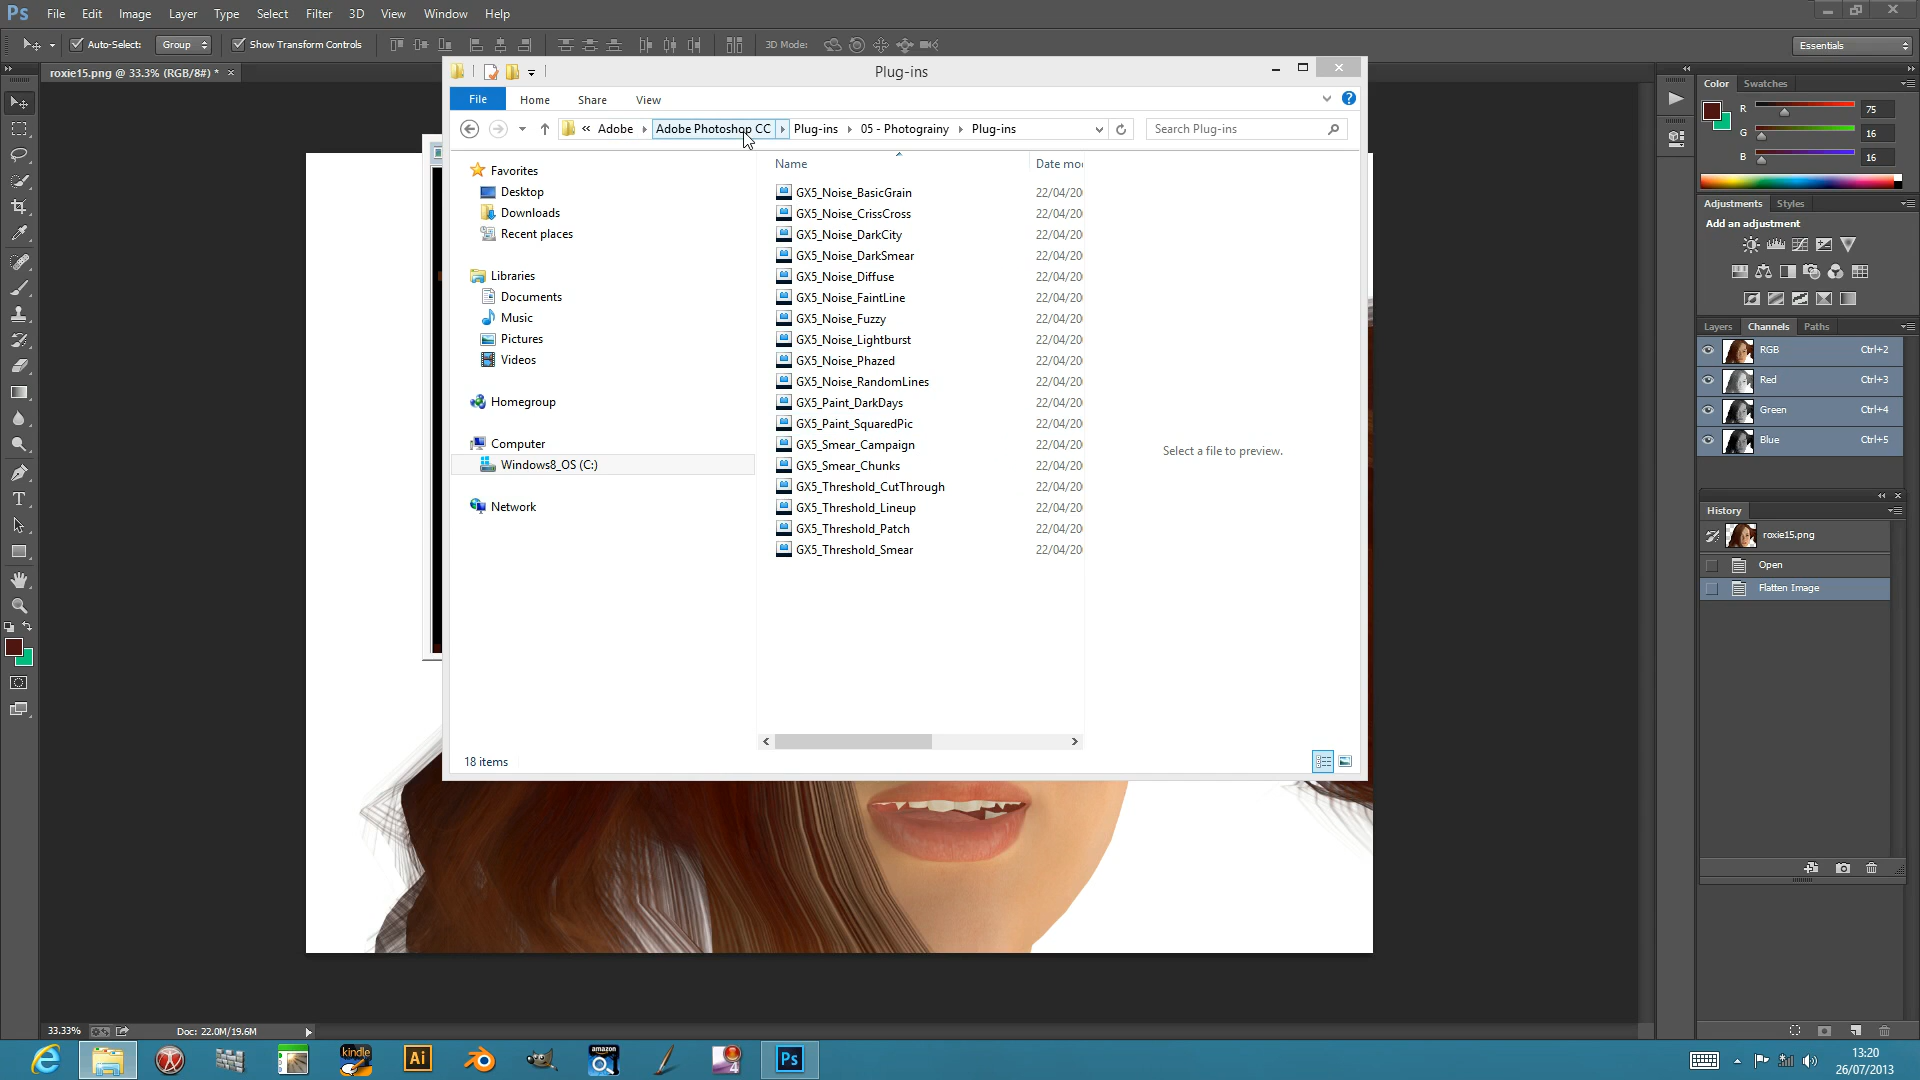 Ps File Edit Image Layer Type Select Filter 3D View Window Help
Auto-Select: Group Show Transform Controls 3D Mode: Essentials
roxie15.png @ 33.3% (RGB/8#) * ×
Plug-ins
File Home Share View
« Adobe Adobe Photoshop CC Plug-ins 05 - Photograiny Plug-ins Search Plug-ins
Name Date mo
Favorites
Desktop
Downloads
Recent places
Libraries
Documents
Music
Pictures
Videos
Homegroup
Computer
Windows8_OS (C:)
Network
GX5_Noise_BasicGrain 22/04/20
GX5_Noise_CrissCross 22/04/20
GX5_Noise_DarkCity 22/04/20
GX5_Noise_DarkSmear 22/04/20
GX5_Noise_Diffuse 22/04/20
GX5_Noise_FaintLine 22/04/20
GX5_Noise_Fuzzy 22/04/20
GX5_Noise_Lightburst 22/04/20
GX5_Noise_Phazed 22/04/20
GX5_Noise_RandomLines 22/04/20
GX5_Paint_DarkDays 22/04/20
GX5_Paint_SquaredPic 22/04/20
GX5_Smear_Campaign 22/04/20
GX5_Smear_Chunks 22/04/20
GX5_Threshold_CutThrough 22/04/20
GX5_Threshold_Lineup 22/04/20
GX5_Threshold_Patch 22/04/20
GX5_Threshold_Smear 22/04/20
Select a file to preview.
18 items
Color Swatches
R 75
G 16
B 16
Adjustments Styles
Add an adjustment
Layers Channels Paths
RGB Ctrl+2
Red Ctrl+3
Green Ctrl+4
Blue Ctrl+5
History
roxie15.png
Open
Flatten Image
33.33% Doc: 22.0M/19.6M
kindle Ai amazon 4 Ps
13:20
26/07/2013